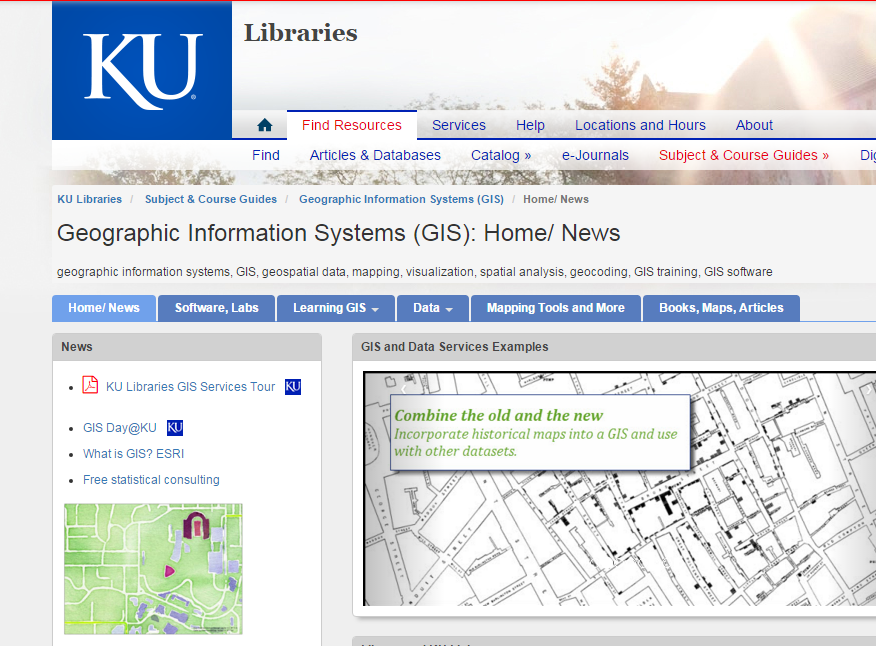 KU
Libraries
Find Resources Services Help Locations and Hours About
Find Articles & Databases Catalog » e-Journals Subject & Course Guides »
KU Libraries / Subject & Course Guides / Geographic Information Systems (GIS) / Home/ News
Geographic Information Systems (GIS): Home/ News
geographic information systems, GIS, geospatial data, mapping, visualization, spatial analysis, geocoding, GIS training, GIS software
Home/ News Software, Labs Learning GIS Data Mapping Tools and More Books, Maps, Articles
News
KU Libraries GIS Services Tour KU
GIS Day@KU KU
What is GIS? ESRI
Free statistical consulting
GIS and Data Services Examples
Combine the old and the new
Incorporate historical maps into a GIS and use
with other datasets.